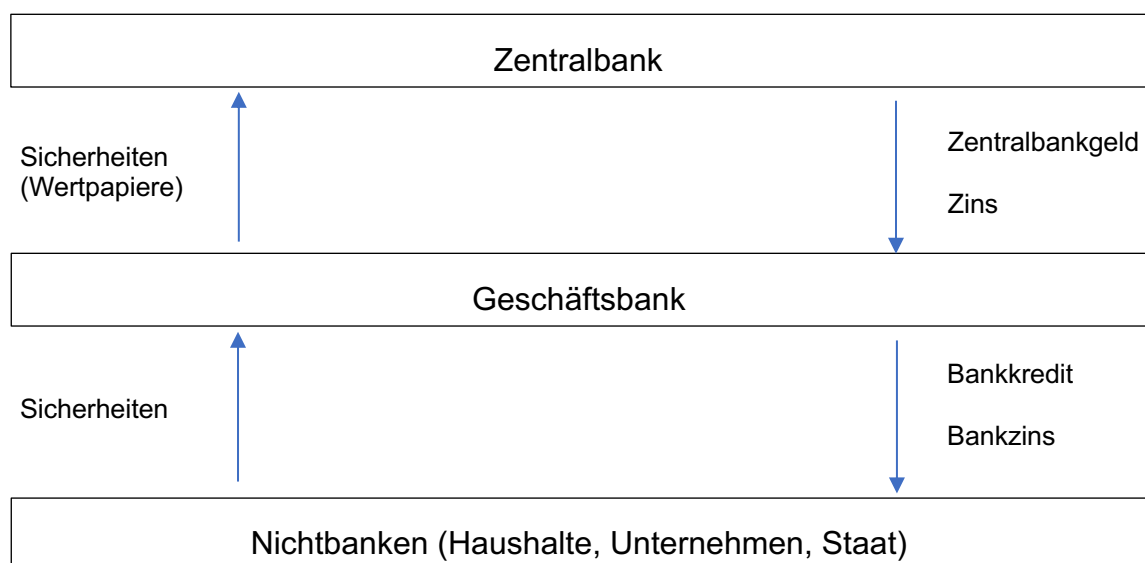 Zentralbank
Sicherheiten
(Wertpapiere)
Zentralbankgeld
Zins
Geschäftsbank
Sicherheiten
Bankkredit
Bankzins
Nichtbanken (Haushalte, Unternehmen, Staat)